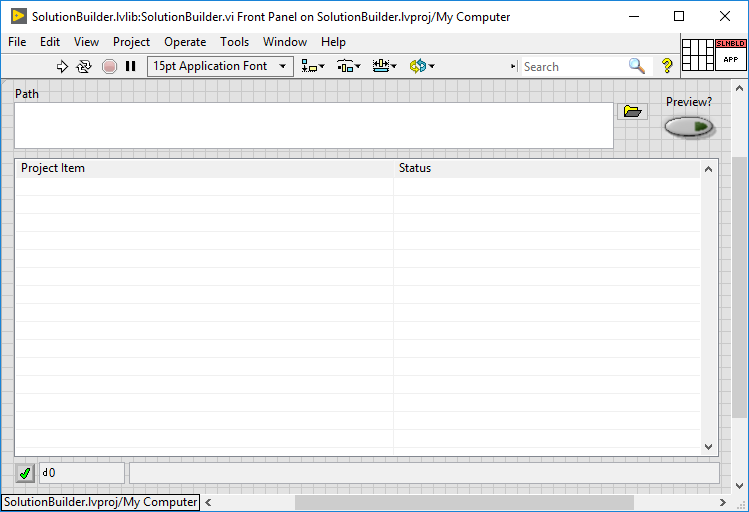 SolutionBuilder.lvlib:SolutionBuilder.vi Front Panel on SolutionBuilder.lvproj/My Computer
File Edit View Project Operate Tools Window Help
15pt Application Font
Search
?
SLNBLD
APP
Path
Preview?
Project Item Status
d 0
SolutionBuilder.lvproj/My Computer